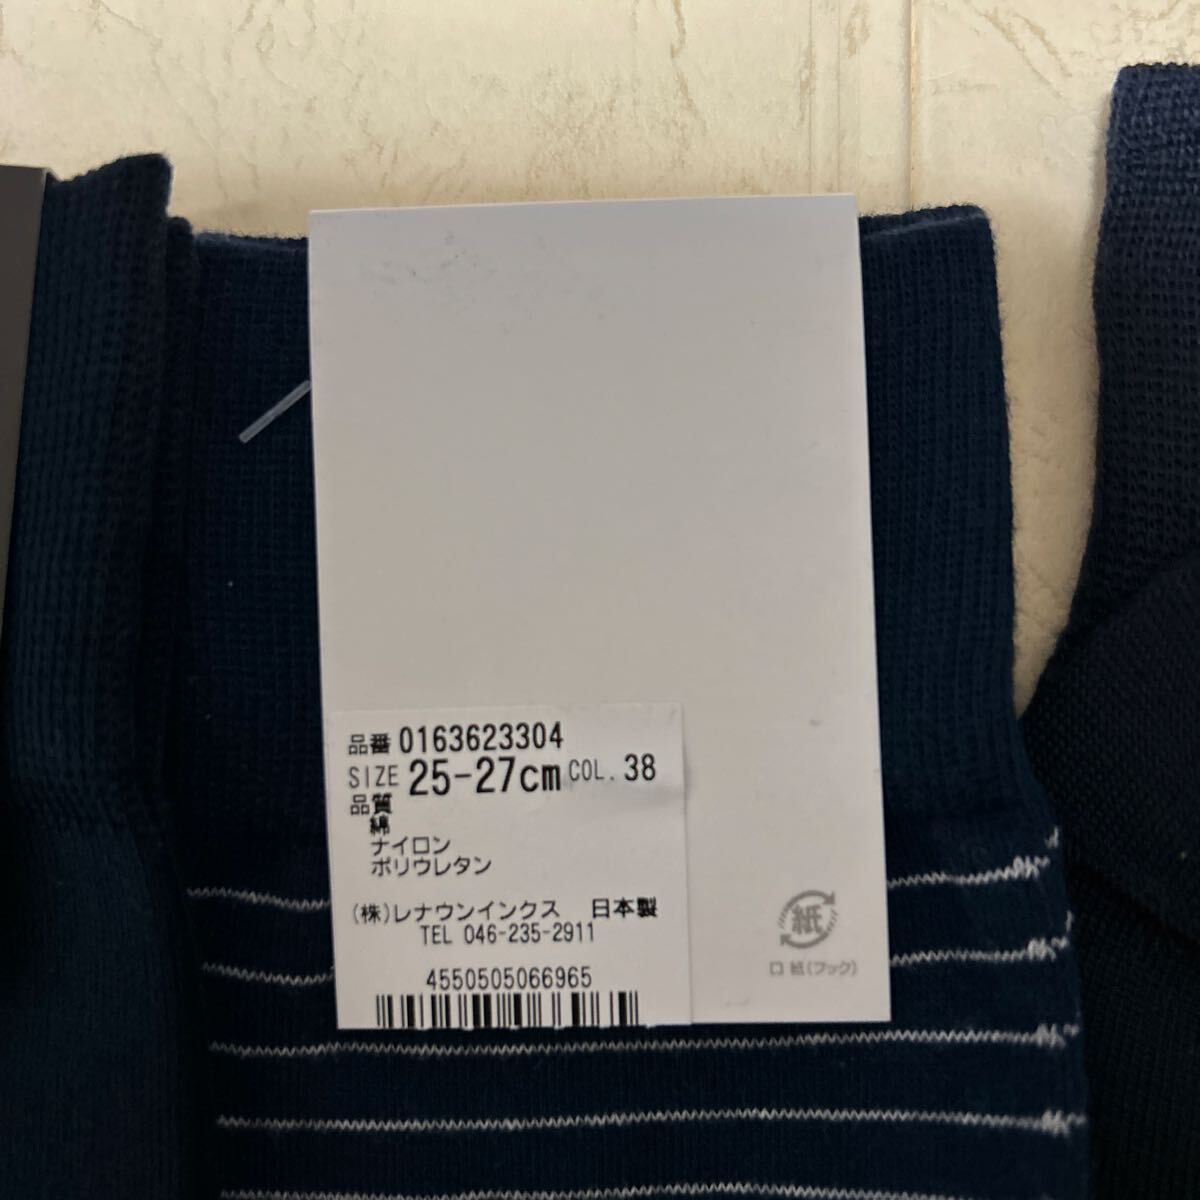 品番 0163623304
SIZE 25-27cm COL. 38
品質
綿
ナイロン
ポリウレタン
(株)レナウンインクス 日本製
TEL 046-235-2911
4550505066965
紙
口紙(フック)